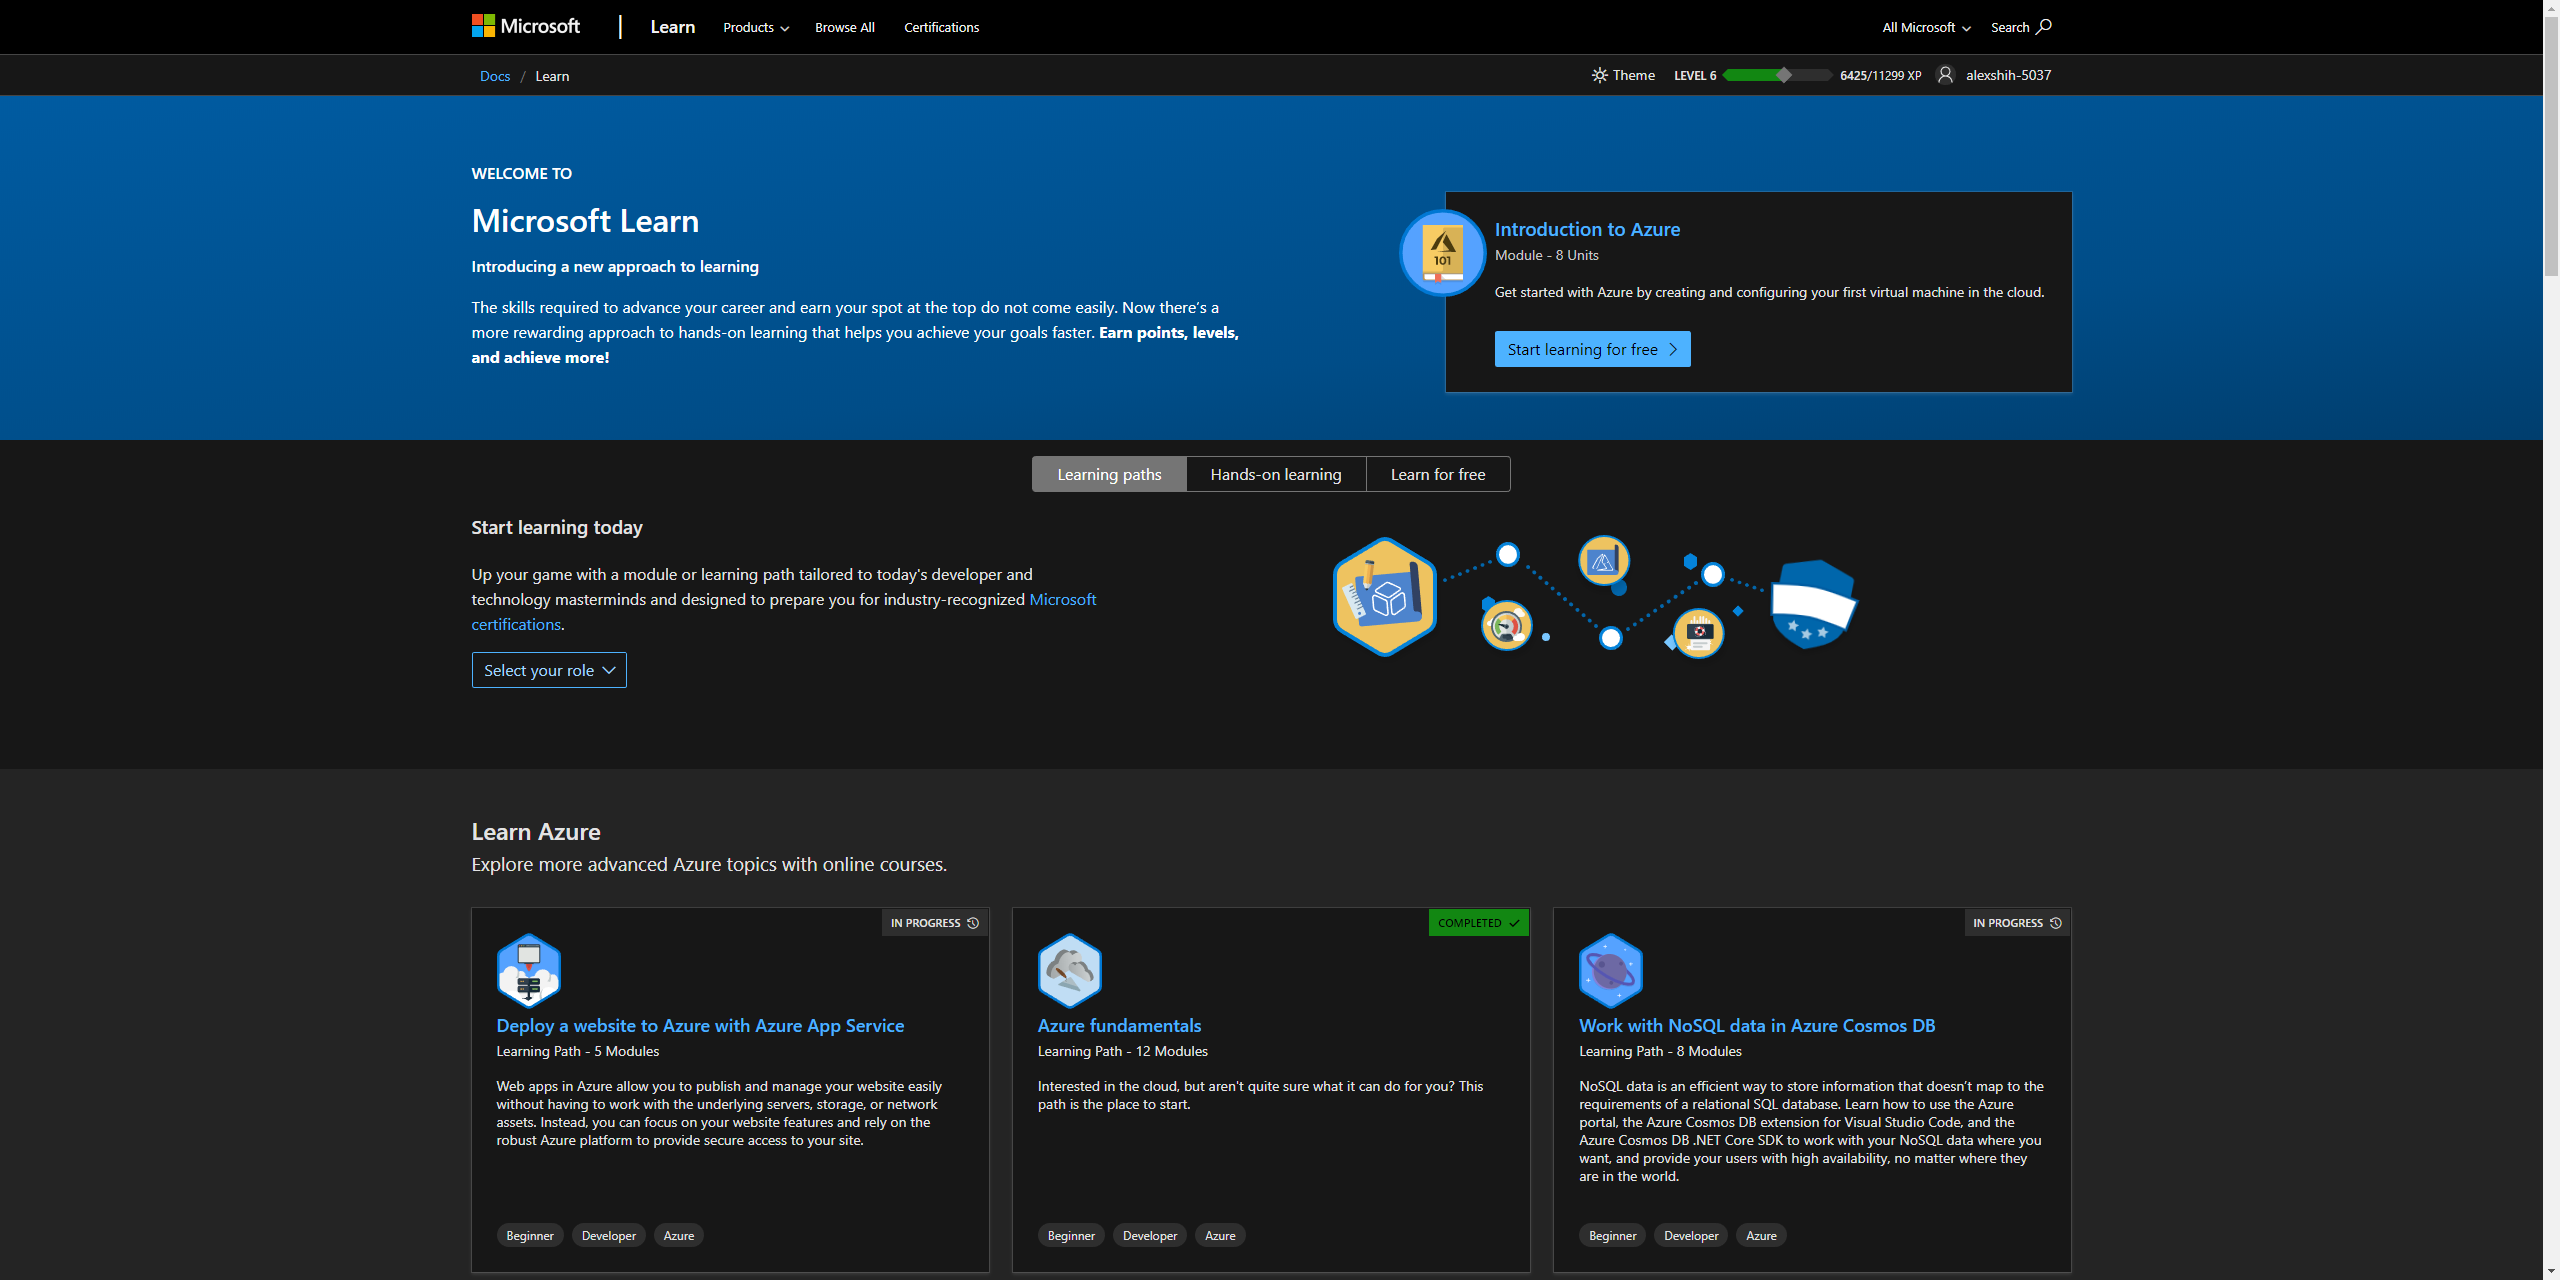 Microsoft | Learn Products Browse All Certifications All Microsoft Search
Docs / Learn Theme LEVEL 6 6425/11299 XP alexshih-5037
WELCOME TO
Microsoft Learn
Introducing a new approach to learning
The skills required to advance your career and earn your spot at the top do not come easily. Now there's a
more rewarding approach to hands-on learning that helps you achieve your goals faster. Earn points, levels,
and achieve more!
101
Introduction to Azure
Module - 8 Units
Get started with Azure by creating and configuring your first virtual machine in the cloud.
Start learning for free
Learning paths Hands-on learning Learn for free
Start learning today
Up your game with a module or learning path tailored to today's developer and
technology masterminds and designed to prepare you for industry-recognized Microsoft
certifications.
Select your role
Learn Azure
Explore more advanced Azure topics with online courses.
IN PROGRESS
Deploy a website to Azure with Azure App Service
Learning Path - 5 Modules
Web apps in Azure allow you to publish and manage your website easily
without having to work with the underlying servers, storage, or network
assets. Instead, you can focus on your website features and rely on the
robust Azure platform to provide secure access to your site.
Beginner Developer Azure
COMPLETED
Azure fundamentals
Learning Path - 12 Modules
Interested in the cloud, but aren't quite sure what it can do for you? This
path is the place to start.
Beginner Developer Azure
IN PROGRESS
Work with NoSQL data in Azure Cosmos DB
Learning Path - 8 Modules
NoSQL data is an efficient way to store information that doesn't map to the
requirements of a relational SQL database. Learn how to use the Azure
portal, the Azure Cosmos DB extension for Visual Studio Code, and the
Azure Cosmos DB .NET Core SDK to work with your NoSQL data where you
want, and provide your users with high availability, no matter where they
are in the world.
Beginner Developer Azure